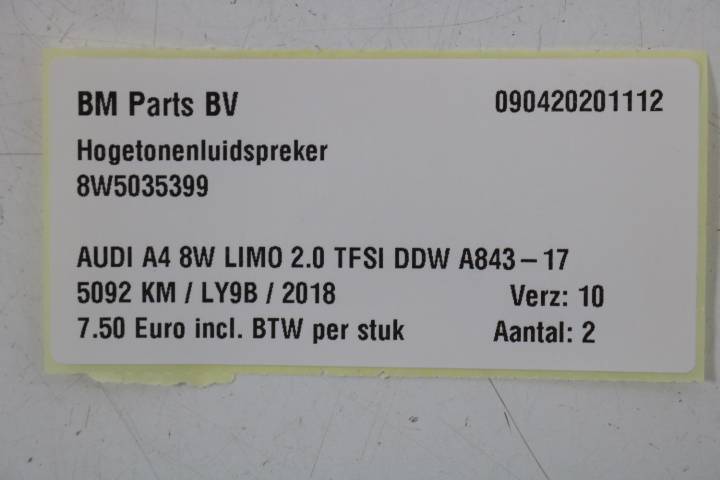 BM Parts BV 090420201112
Hogetonenluidspreker
8W5035399
AUDI A4 8W LIMO 2.0 TFSI DDW A843-17
5092 KM / LY9B / 2018 Verz: 10
7.50 Euro incl. BTW per stuk Aantal: 2